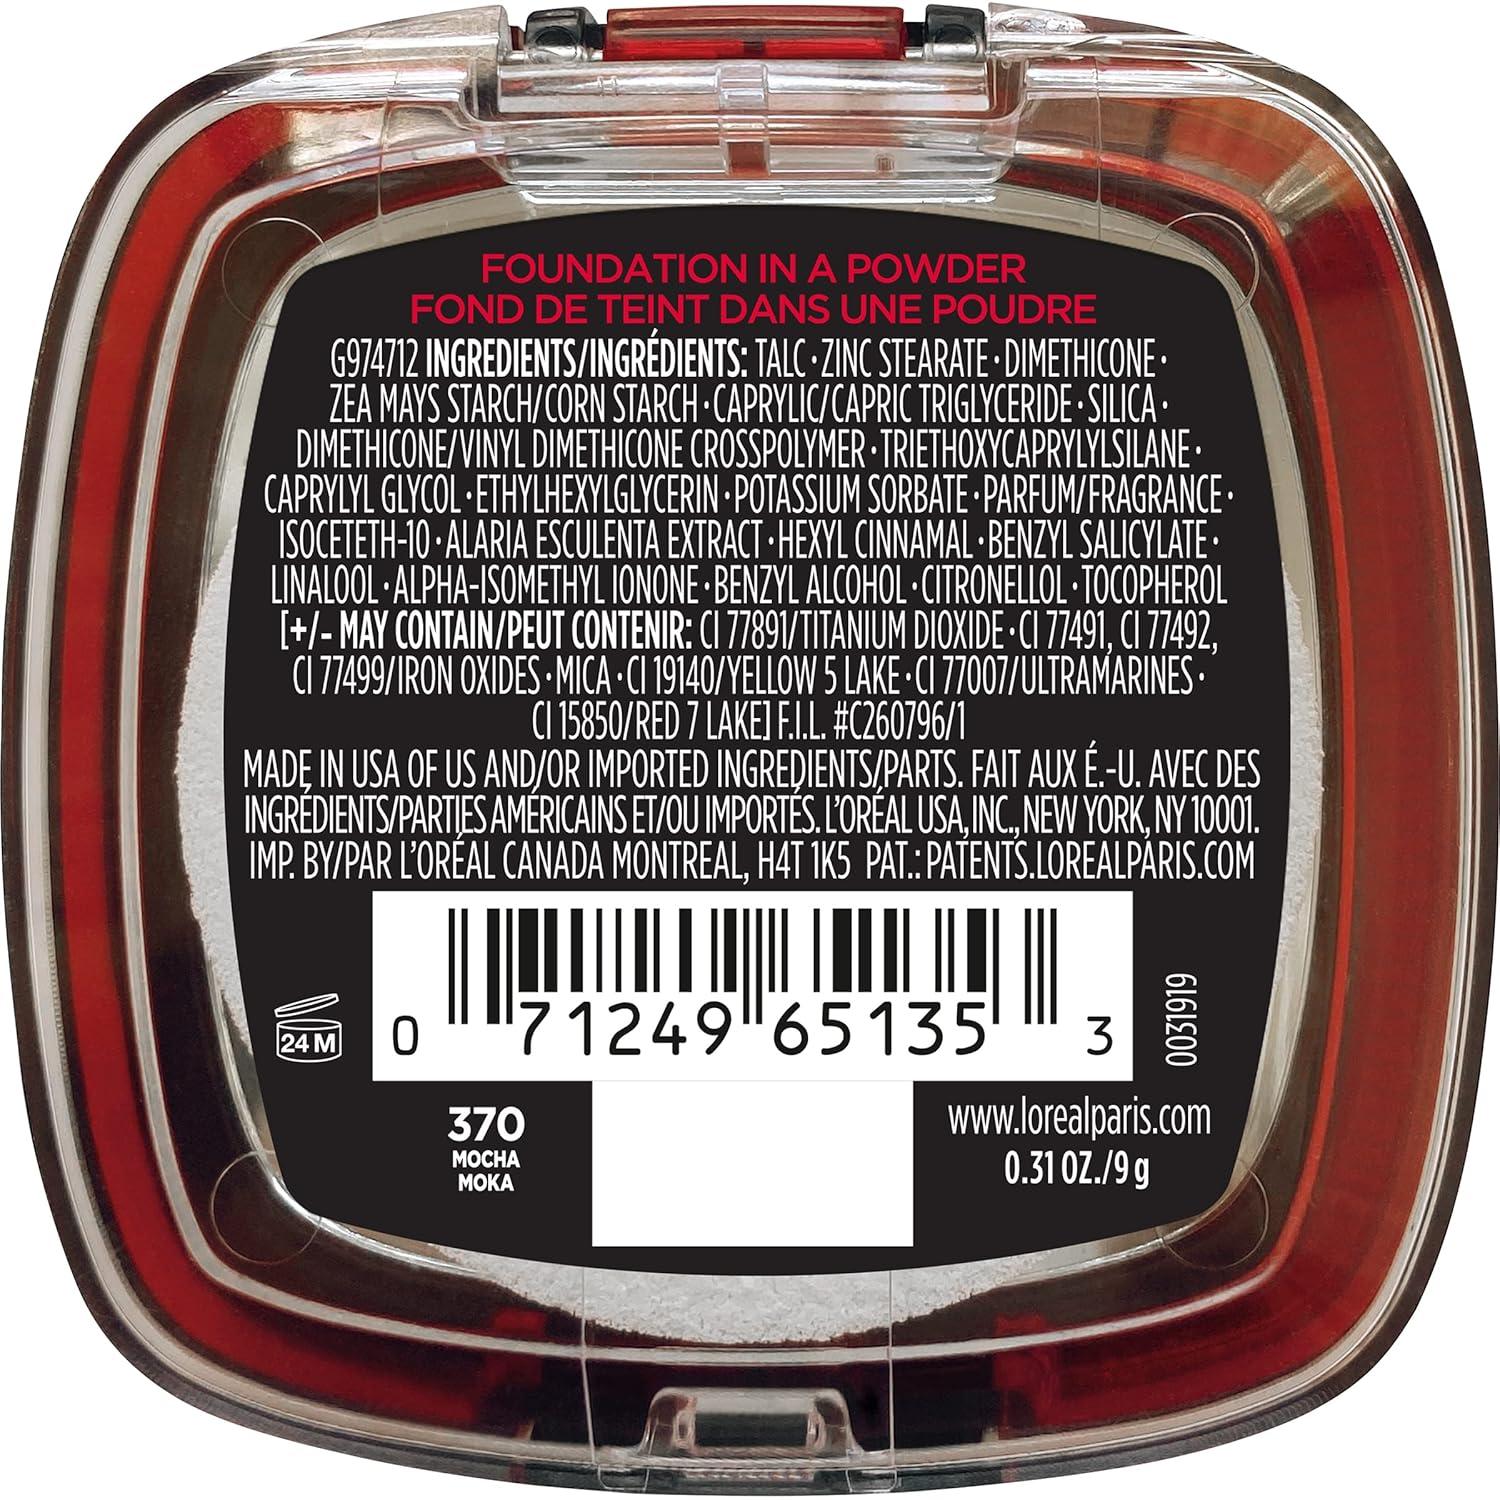 FOUNDATION IN A POWDER
FOND DE TEINT DANS UNE POUDRE
G974712 INGREDIENTS/INGRÉDIENTS: TALC · ZINC STEARATE · DIMETHICONE ·
ZEA MAYS STARCH/CORN STARCH · CAPRYLIC/CAPRIC TRIGLYCERIDE · SILICA ·
DIMETHICONE/VINYL DIMETHICONE CROSSPOLYMER · TRIETHOXYCAPRYLYLSILANE ·
CAPRYLYL GLYCOL · ETHYLHEXYLGLYCERIN · POTASSIUM SORBATE · PARFUM/FRAGRANCE ·
ISOCETETH-10 · ALARIA ESCULENTA EXTRACT · HEXYL CINNAMAL · BENZYL SALICYLATE ·
LINALOOL · ALPHA-ISOMETHYL IONONE · BENZYL ALCOHOL · CITRONELLOL · TOCOPHEROL
[+/- MAY CONTAIN/PEUT CONTENIR: CI 77891/TITANIUM DIOXIDE · CI 77491, CI 77492,
CI 77499/IRON OXIDES · MICA · CI 19140/YELLOW 5 LAKE · CI 77007/ULTRAMARINES ·
CI 15850/RED 7 LAKE] F.I.L. #C260796/1
MADE IN USA OF US AND/OR IMPORTED INGREDIENTS/PARTS. FAIT AUX É.-U. AVEC DES
INGRÉDIENTS/PARTIES AMÉRICAINS ET/OU IMPORTÉS. L'ORÉAL USA, INC., NEW YORK, NY 10001.
IMP. BY/PAR L'ORÉAL CANADA MONTREAL, H4T 1K5 PAT.: PATENTS.LOREALPARIS.COM
24 M
0 71249 65135 3
0031919
370
MOCHA
MOKA
www.lorealparis.com
0.31 OZ./9 g